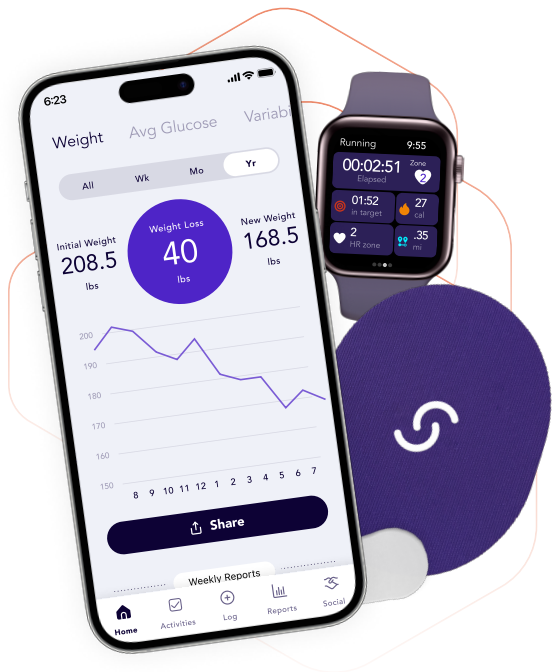 6:23
Weight
Avg Glucose
Variabi
All
Wk
Mo
Yr
Initial Weight
208.5
lbs
Weight Loss
40
lbs
New Weight
168.5
lbs
200
190
180
170
160
150
8 9 10 11 12 1 2 3 4 5 6 7
Share
Weekly Reports
Home
Activities
Log
Reports
Social
Running
9:55
00:02:51
Elapsed
Zone
2
01:52
in target
27
cal
2
HR zone
.35
mi